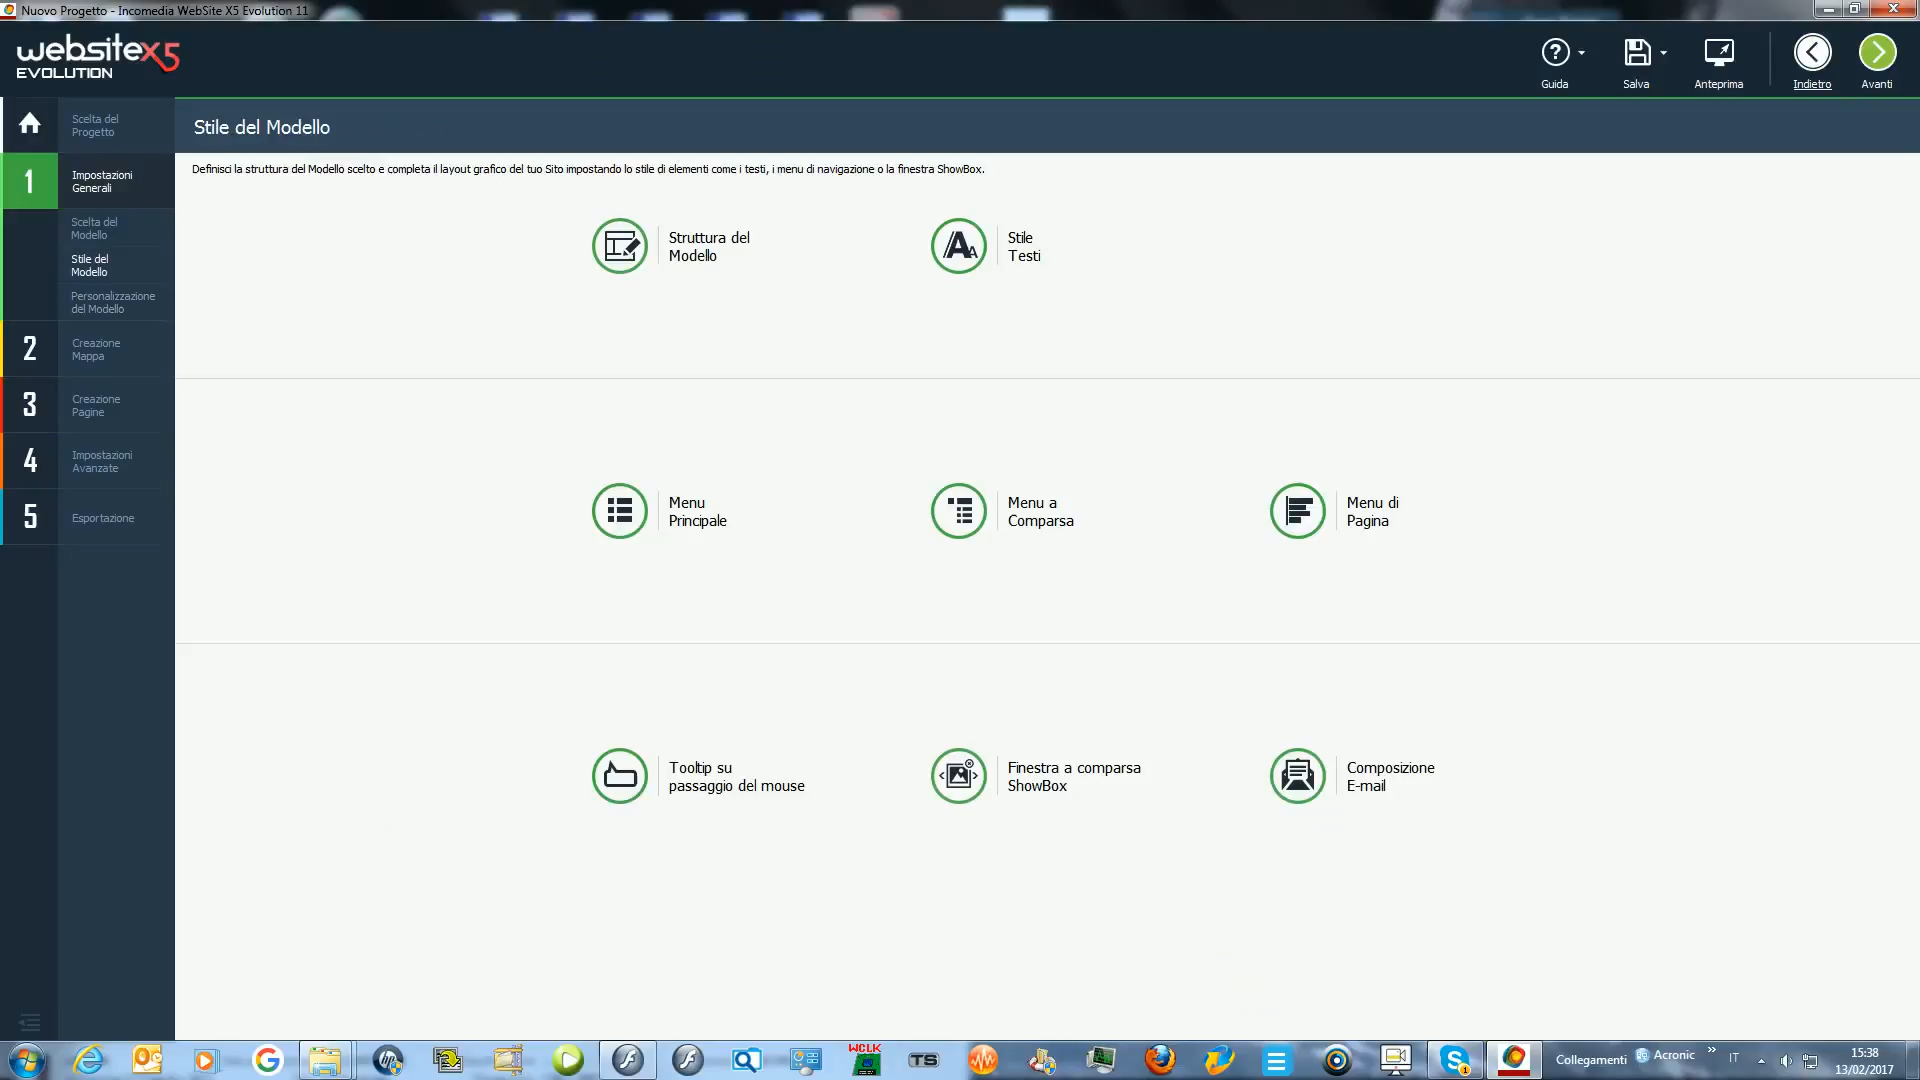 Nuovo Progetto - Incomedia WebSite X5 Evolution 11
websitex5
EVOLUTION
Guida
Salva
Anteprima
Indietro
Avanti
Scelta del
Progetto
Stile del Modello
1
Impostazioni
Generali
Definisci la struttura del Modello scelto e completa il layout grafico del tuo Sito impostando lo stile di elementi come i testi, i menu di navigazione o la finestra ShowBox.
Scelta del
Modello
Stile del
Modello
Personalizzazione
del Modello
2
Creazione
Mappa
3
Creazione
Pagine
4
Impostazioni
Avanzate
5
Esportazione
Struttura del
Modello
Stile
Testi
Menu
Principale
Menu a
Comparsa
Menu di
Pagina
Tooltip su
passaggio del mouse
Finestra a comparsa
ShowBox
Composizione
E-mail
WCLK
TS
Collegamenti
Acronic
IT
15:38
13/02/2017